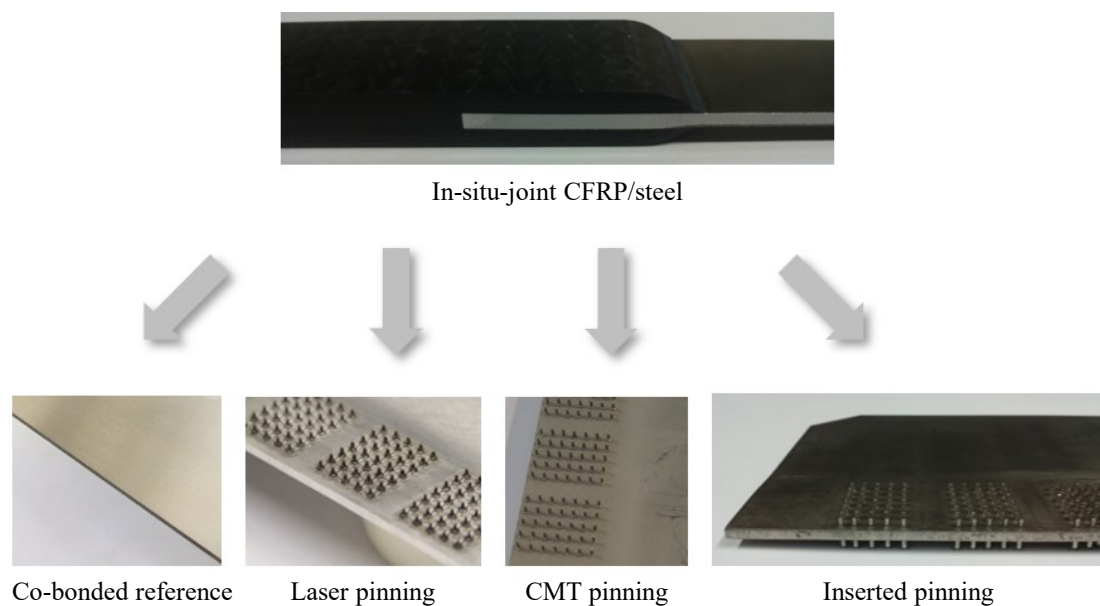 In-situ-joint CFRP/steel
Co-bonded reference
Laser pinning
CMT pinning
Inserted pinning